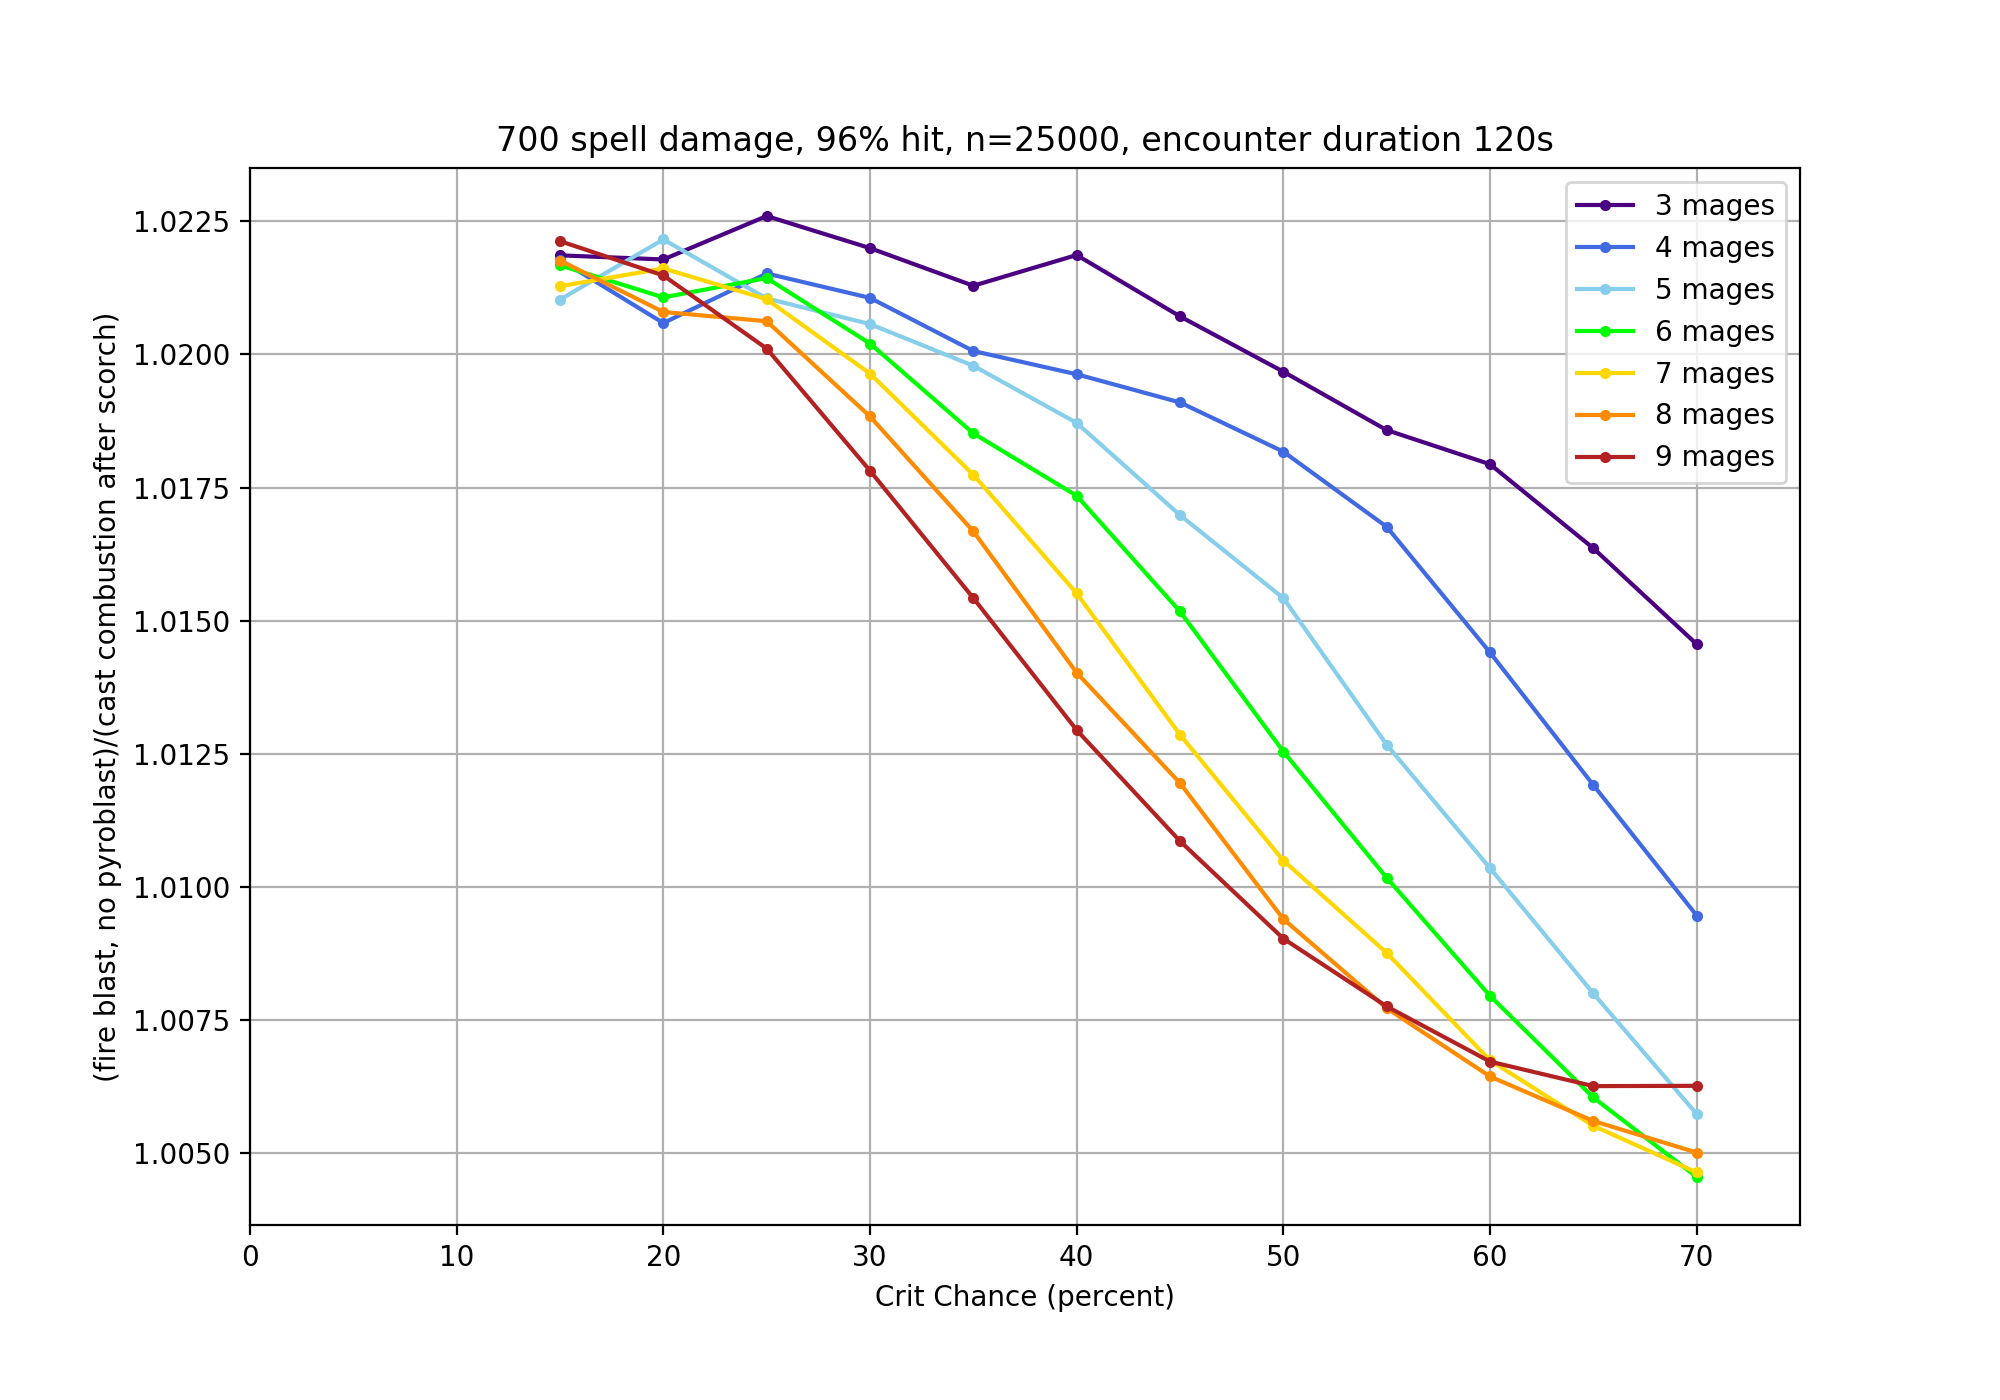 700 spell damage, 96% hit, n=25000, encounter duration 120s
(fire blast, no pyroblast)/(cast combustion after scorch)
1.0225
1.0200
1.0175
1.0150
1.0125
1.0100
1.0075
1.0050
3 mages
4 mages
5 mages
6 mages
7 mages
8 mages
9 mages
0 10 20 30 40 50 60 70
Crit Chance (percent)